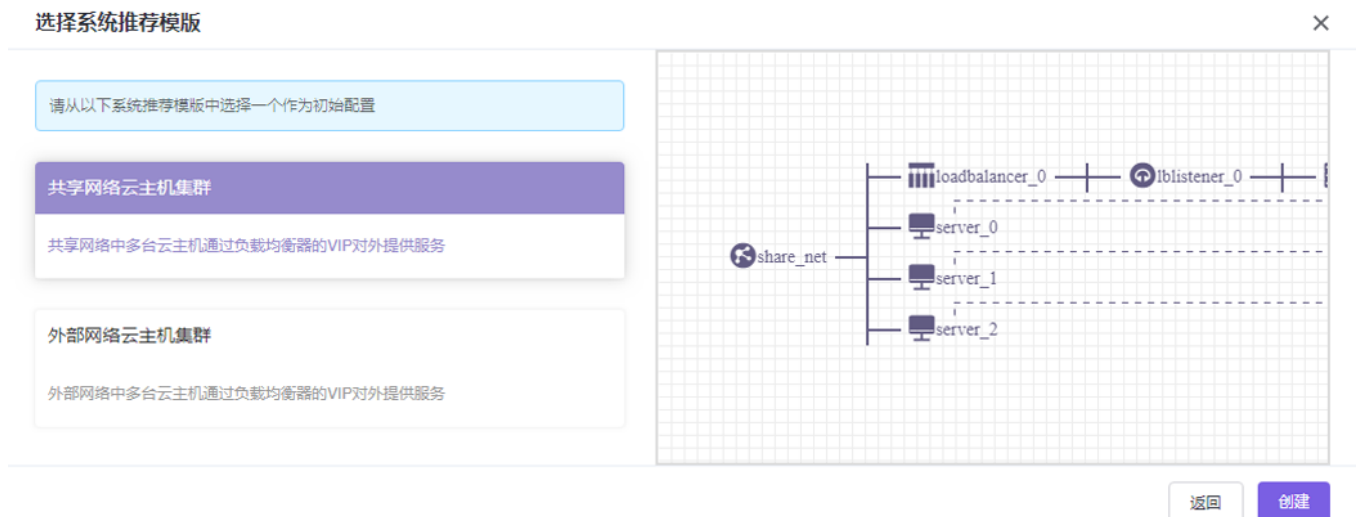 选择系统推荐模版
请从以下系统推荐模版中选择一个作为初始配置
共享网络云主机集群
共享网络中多台云主机通过负载均衡器的VIP对外提供服务
外部网络云主机集群
外部网络中多台云主机通过负载均衡器的VIP对外提供服务
loadbalancer_0
lblistener_0
server_0
share_net
server_1
server_2
返回
创建